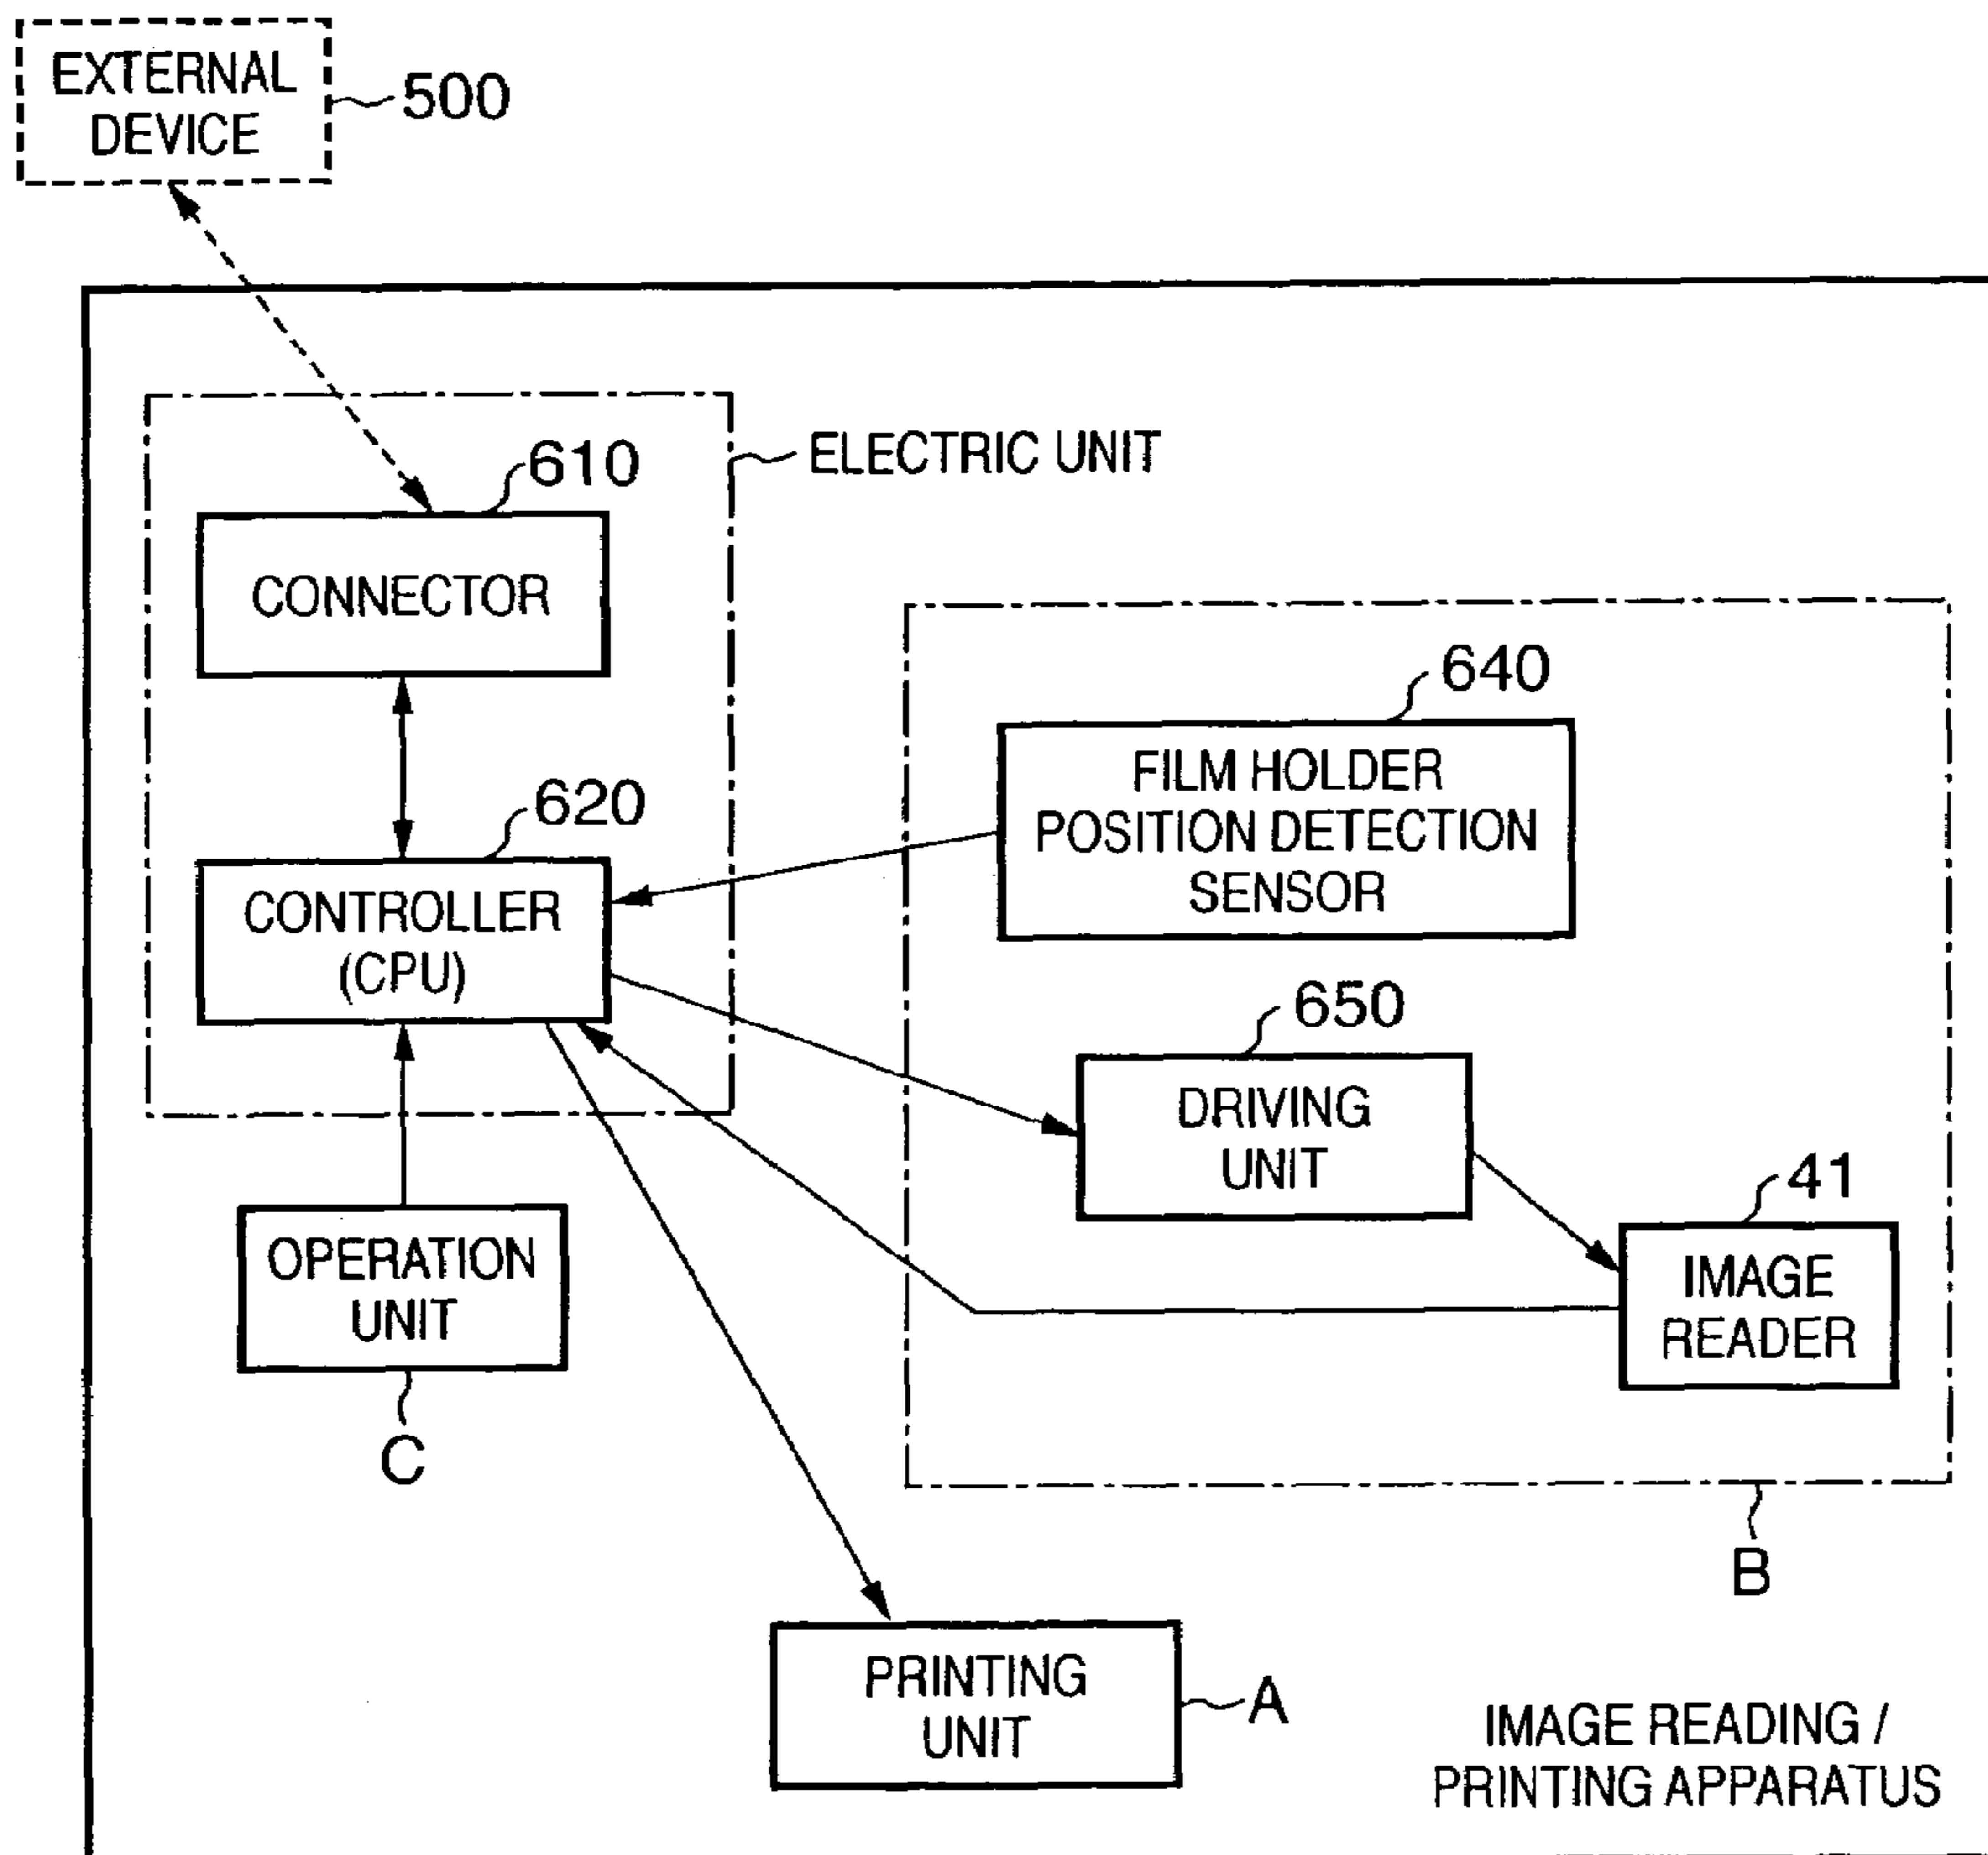 EXTERNAL
DEVICE
500
ELECTRIC UNIT
610
CONNECTOR
640
FILM HOLDER
POSITION DETECTION
SENSOR
620
CONTROLLER
(CPU)
650
DRIVING
UNIT
41
IMAGE
READER
OPERATION
UNIT
C
B
PRINTING
UNIT
A
IMAGE READING /
PRINTING APPARATUS